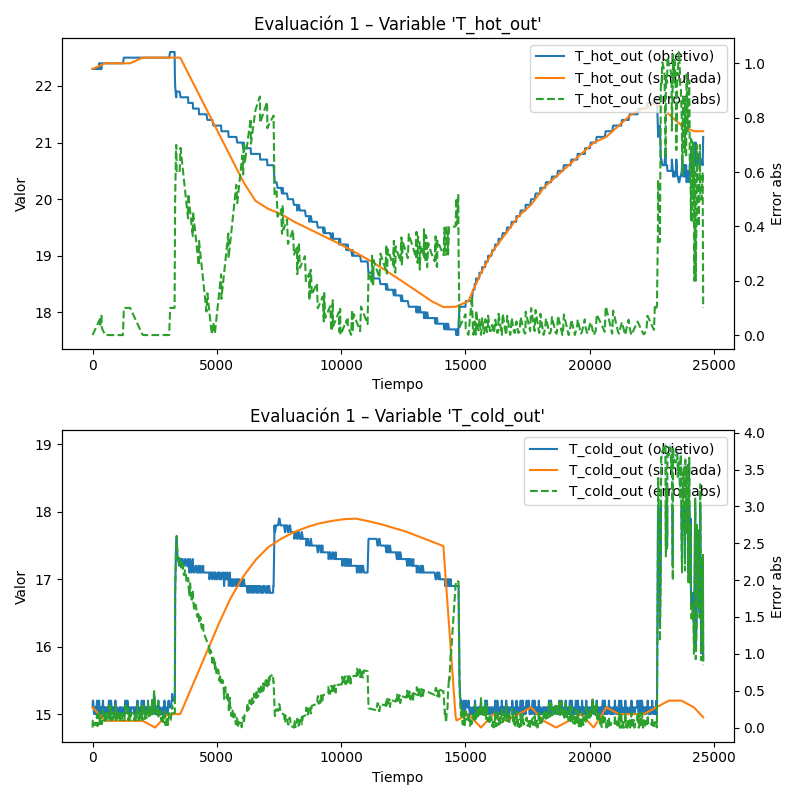 Evaluación 1 – Variable 'T_hot_out'
T_hot_out (objetivo)
T_hot_out (simulada)
T_hot_out (error abs)
22
21
20
19
18
1.0
0.8
0.6
0.4
0.2
0.0
Valor
Error abs
0
5000
10000
15000
20000
25000
Tiempo
Evaluación 1 – Variable 'T_cold_out'
T_cold_out (objetivo)
T_cold_out (simulada)
T_cold_out (error abs)
19
18
17
16
15
4.0
3.5
3.0
2.5
2.0
1.5
1.0
0.5
0.0
Valor
Error abs
0
5000
10000
15000
20000
25000
Tiempo